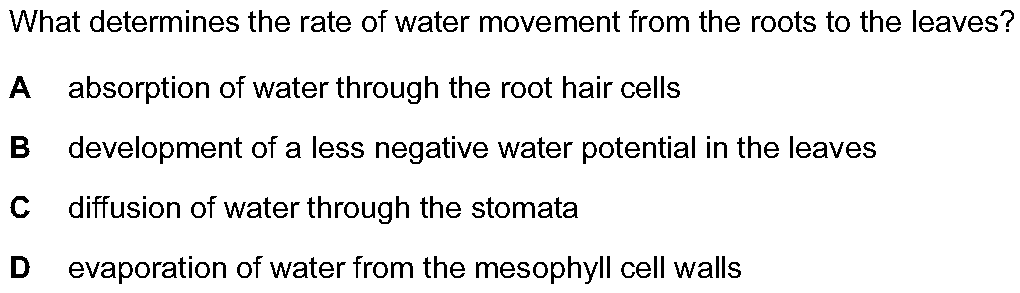 What determines the rate of water movement from the roots to the leaves?
A absorption of water through the root hair cells
B development of a less negative water potential in the leaves
C diffusion of water through the stomata
D evaporation of water from the mesophyll cell walls